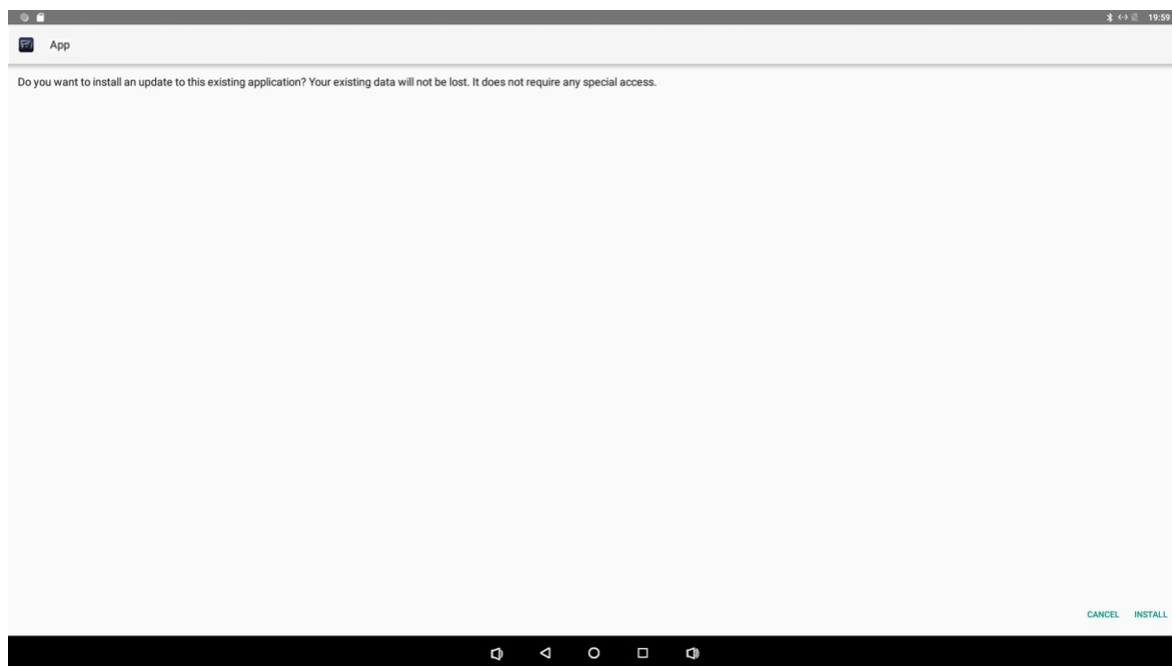 19:59
App
Do you want to install an update to this existing application? Your existing data will not be lost. It does not require any special access.
CANCEL INSTALL